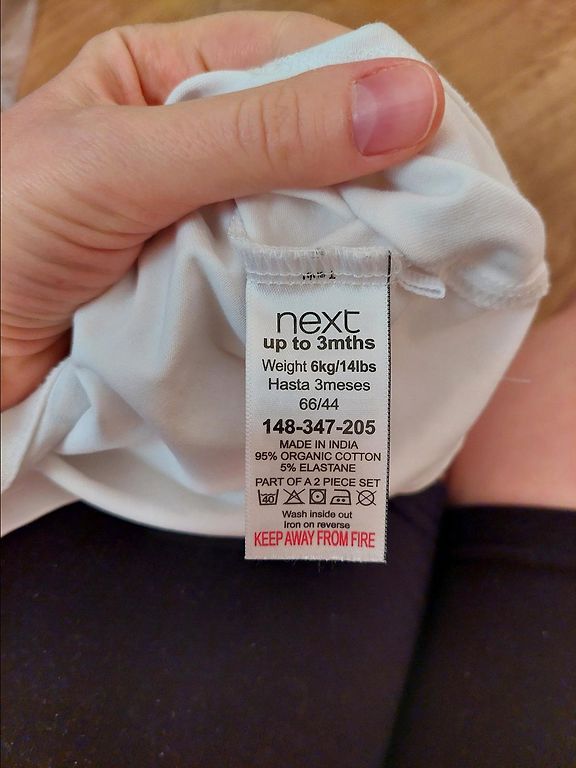 next
up to 3mths
Weight 6kg/14lbs
Hasta 3meses
66/44
148-347-205
MADE IN INDIA
95% ORGANIC COTTON
5% ELASTANE
PART OF A 2 PIECE SET
40
Wash inside out
Iron on reverse
KEEP AWAY FROM FIRE